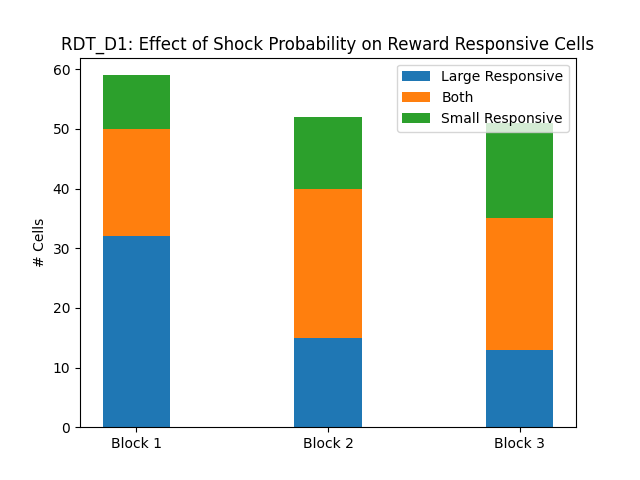 RDT_D1: Effect of Shock Probability on Reward Responsive Cells
Large Responsive
Both
Small Responsive
# Cells
60
50
40
30
20
10
0
Block 1
Block 2
Block 3